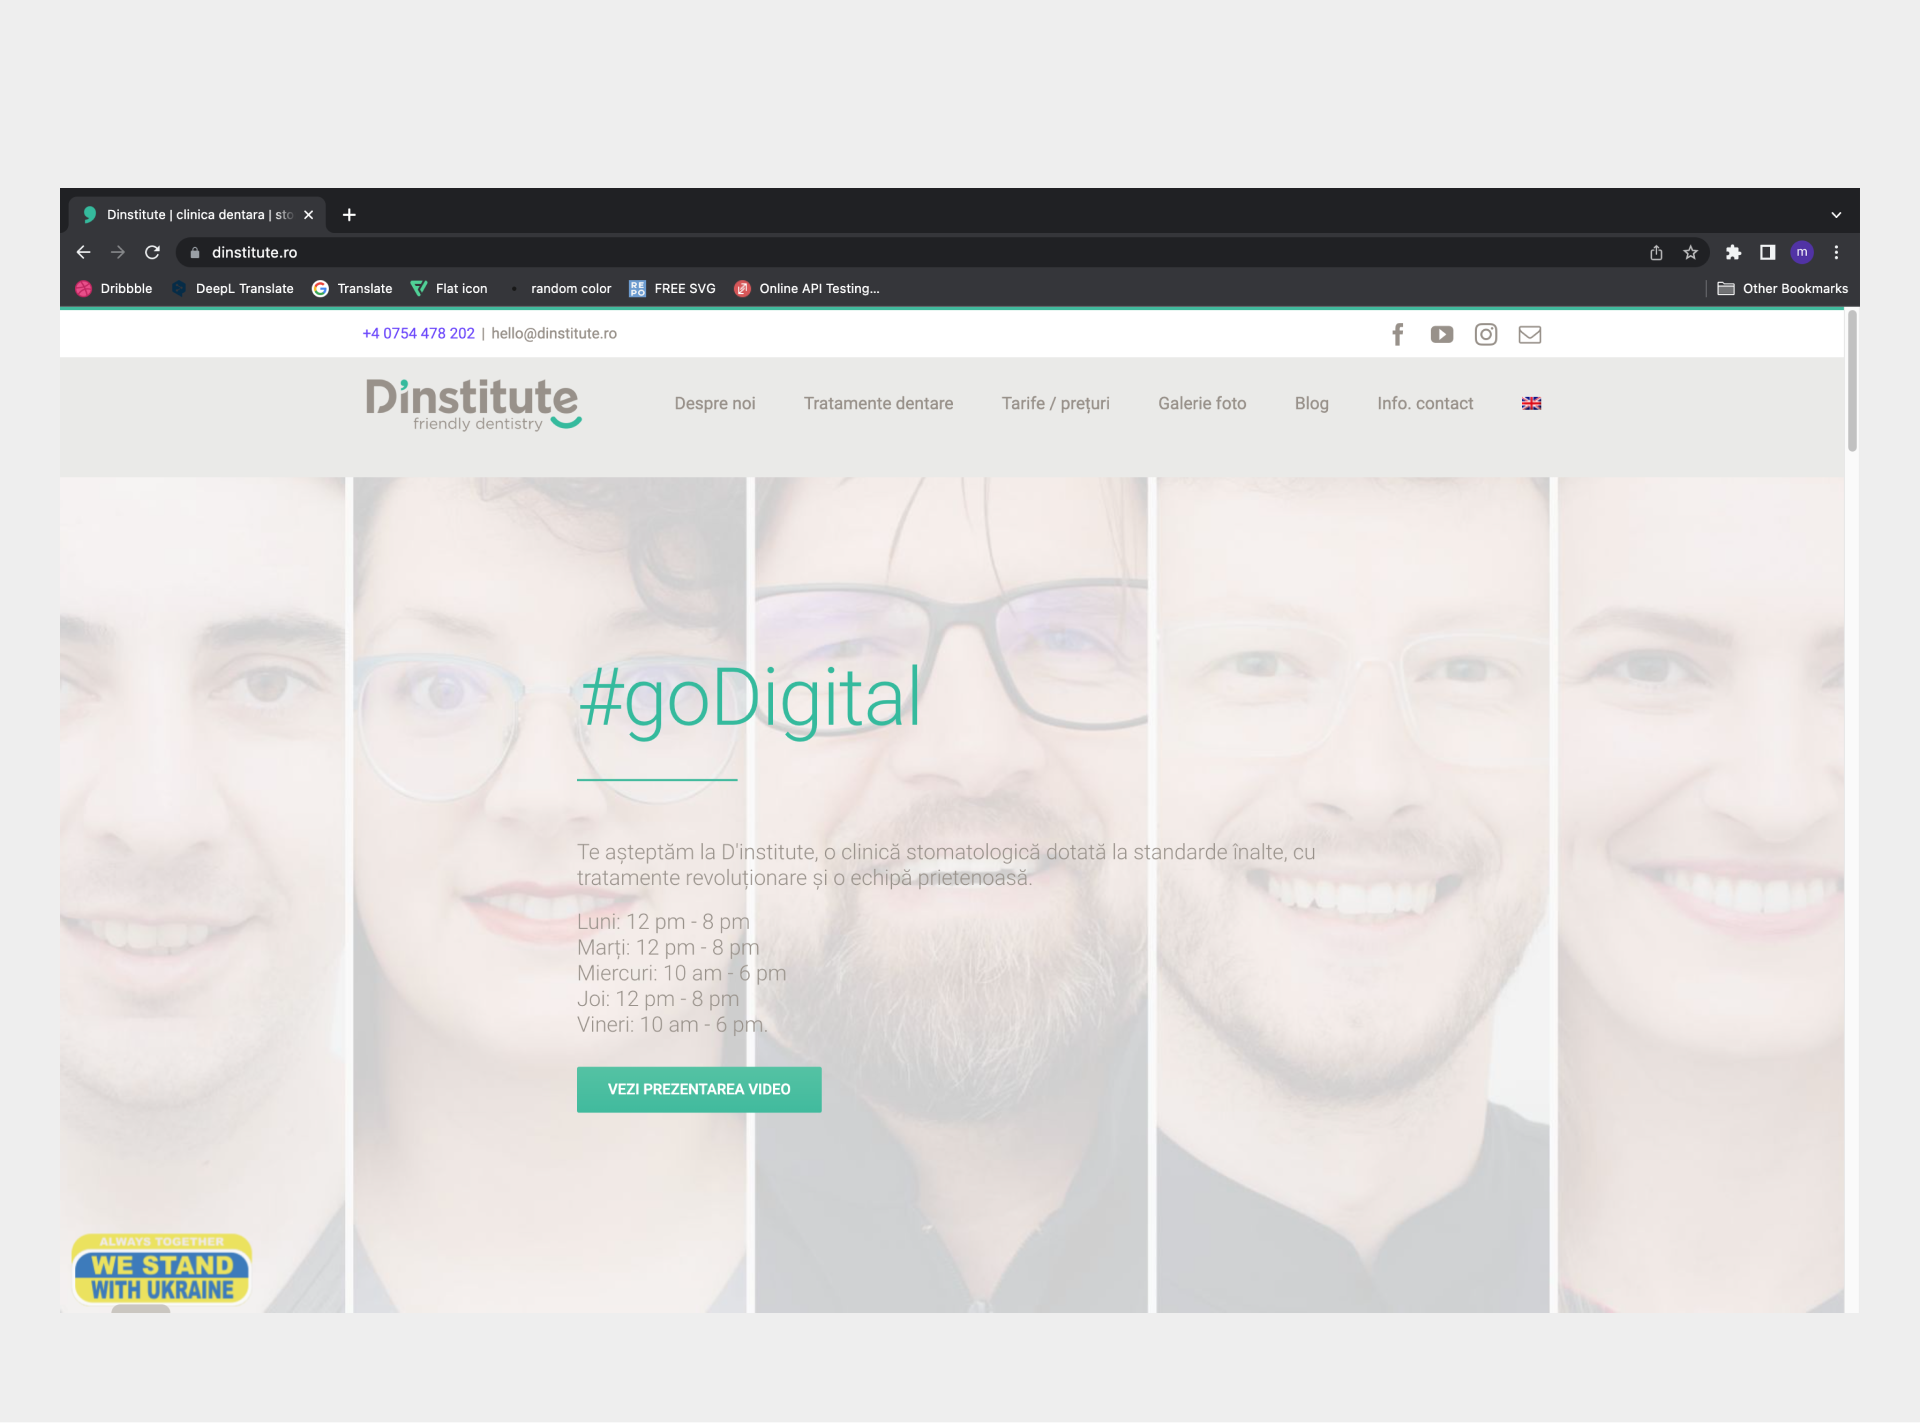 Dinstitute | clinica dentara | sto
dinstitute.ro
m
Dribbble DeepL Translate Translate Flat icon random color FREE SVG Online API Testing... Other Bookmarks
+4 0754 478 202 | hello@dinstitute.ro
D'institute
friendly dentistry
Despre noi Tratamente dentare Tarife / prețuri Galerie foto Blog Info. contact
#goDigital
Te așteptăm la D'institute, o clinică stomatologică dotată la standarde înalte, cu
tratamente revoluționare și o echipă prietenoasă.
Luni: 12 pm - 8 pm
Marți: 12 pm - 8 pm
Miercuri: 10 am - 6 pm
Joi: 12 pm - 8 pm
Vineri: 10 am - 6 pm.
VEZI PREZENTAREA VIDEO
ALWAYS TOGETHER
WE STAND
WITH UKRAINE